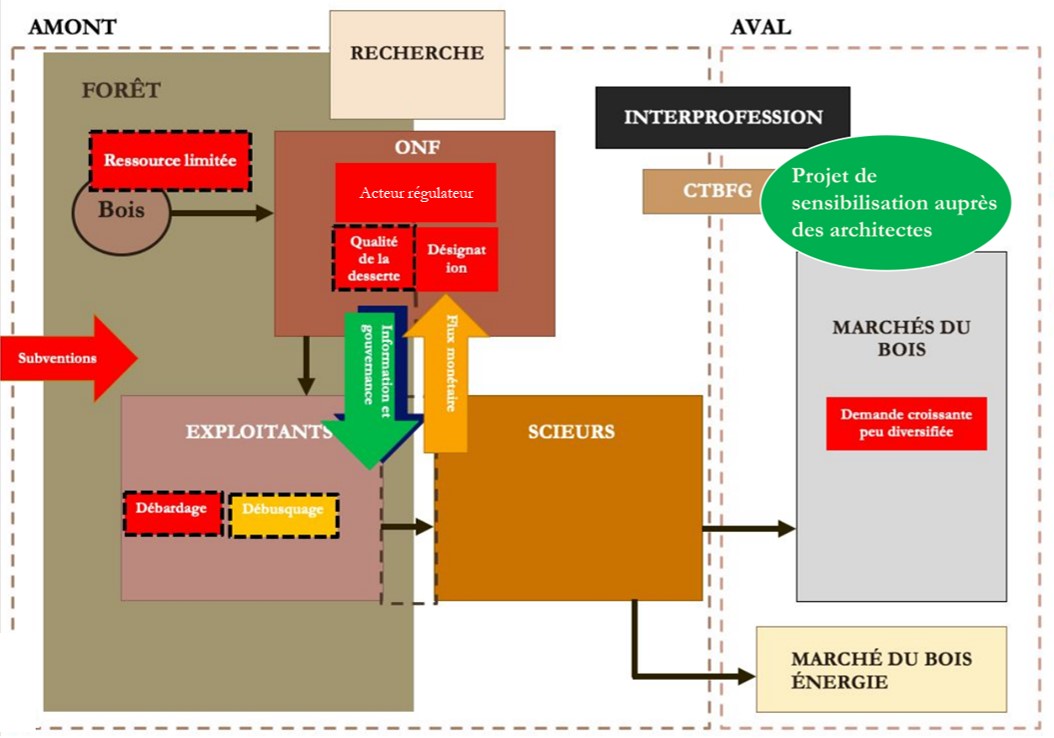 AMONT
AVAL
RECHERCHE
FORÊT
INTERPROFESSION
ONF
Ressource limitée
Acteur régulateur
CTBFG
Projet de
sensibilisation auprès
des architectes
Bois
Qualité
de la
desserte
Désignat
ion
Information et
gouvernance
Flux monétaire
MARCHÉS DU
BOIS
Subventions
Demande croissante
peu diversifiée
EXPLOITANTS
SCIEURS
Débardage
Débusquage
MARCHÉ DU BOIS
ÉNERGIE